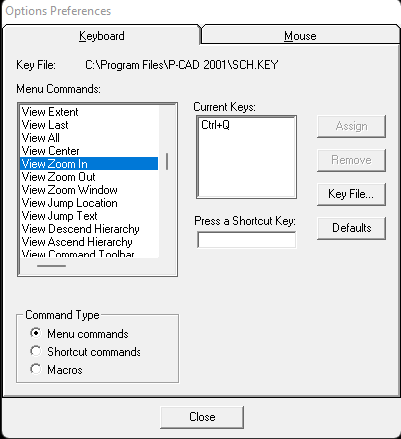 Options Preferences
Keyboard
Mouse
Key File: C:\Program Files\P-CAD 2001\SCH.KEY
Menu Commands:
View Extent
View Last
View All
View Center
View Zoom In
View Zoom Out
View Zoom Window
View Jump Location
View Jump Text
View Descend Hierarchy
View Ascend Hierarchy
View Command Toolbar
Current Keys:
Ctrl+Q
Press a Shortcut Key:
Assign
Remove
Key File...
Defaults
Command Type
Menu commands
Shortcut commands
Macros
Close